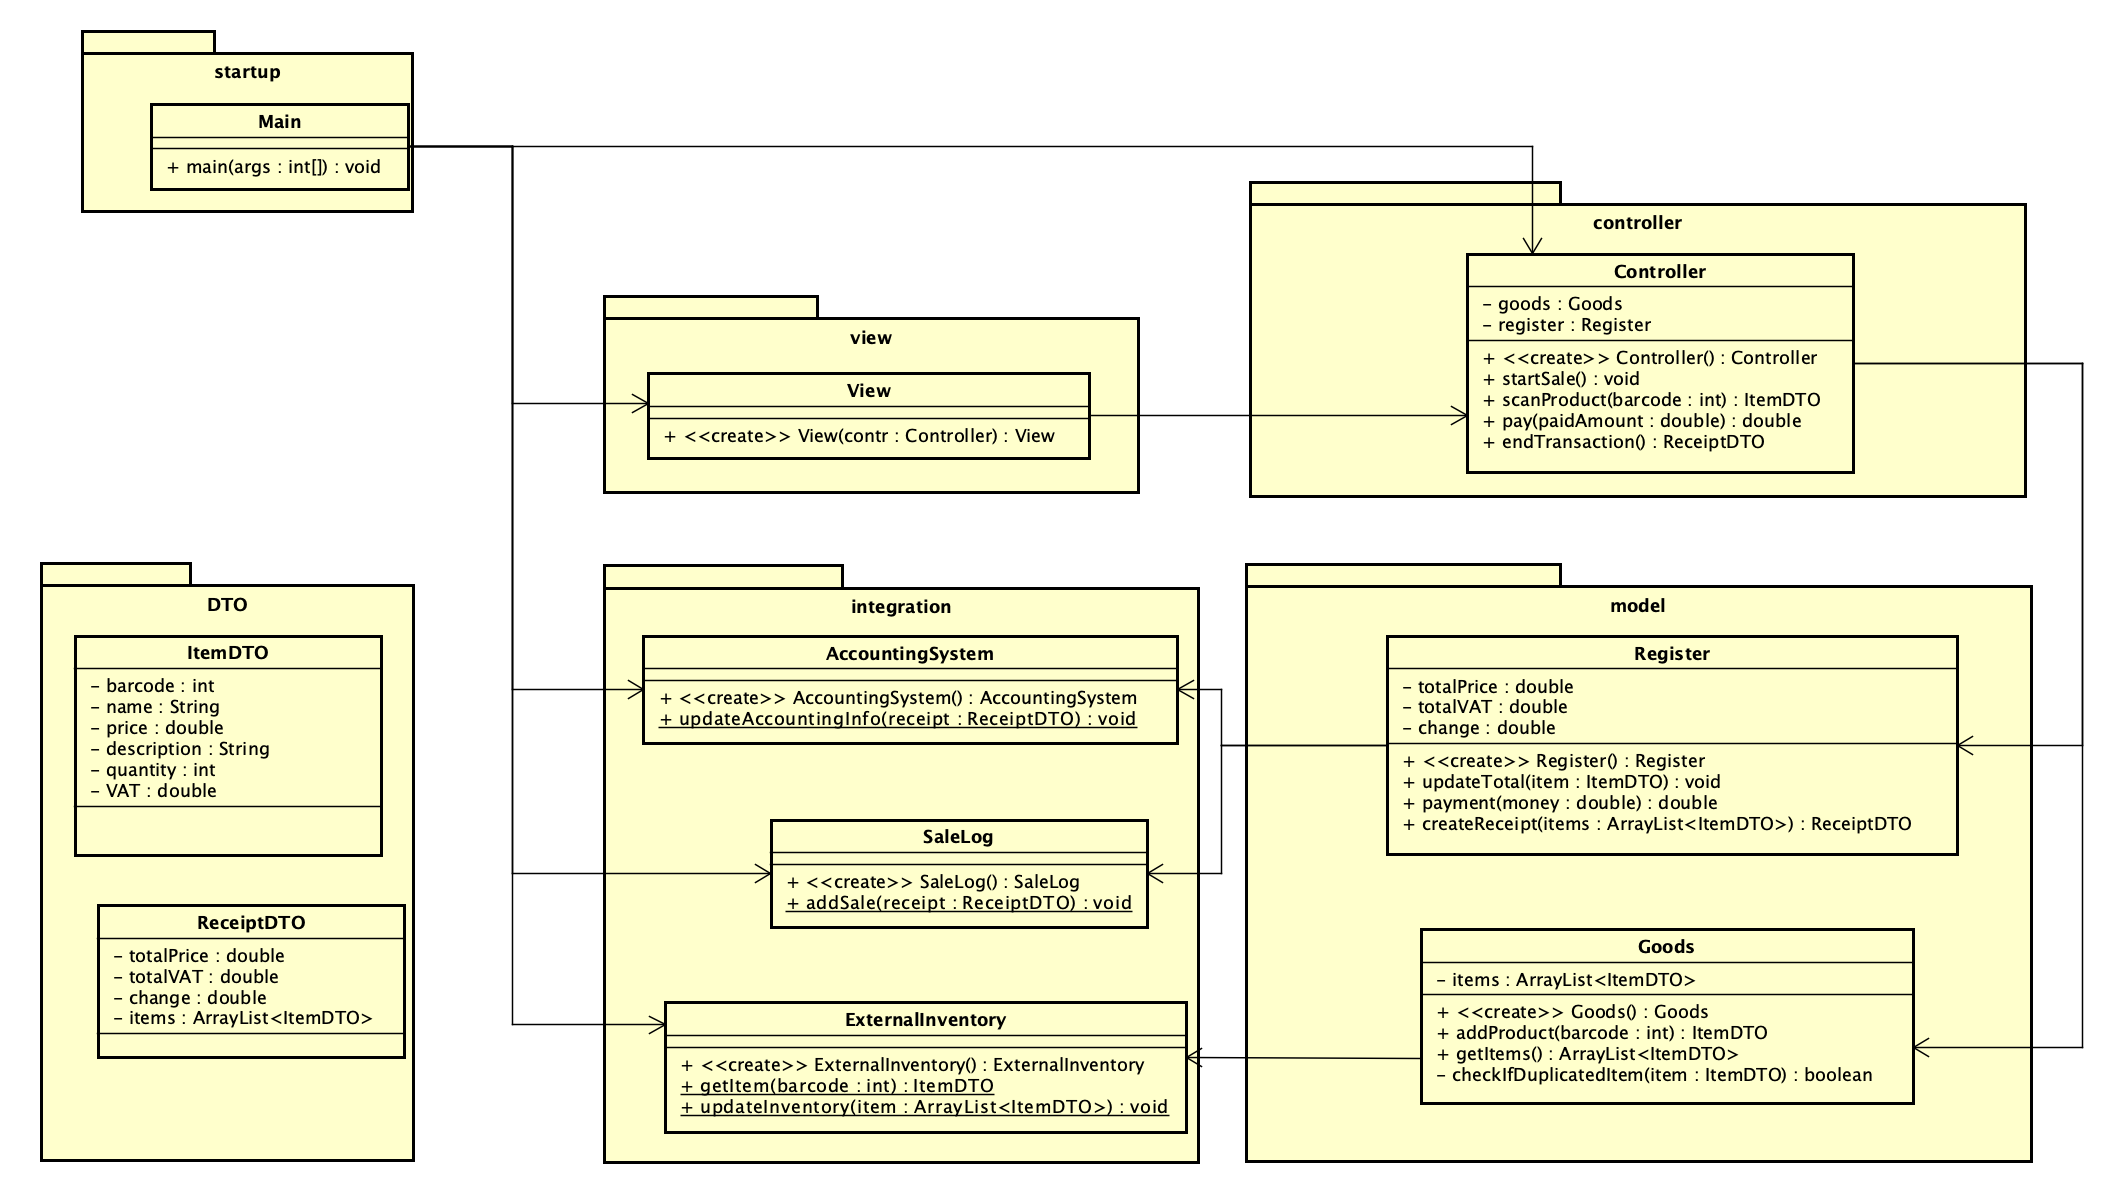 startup
Main
+ main(args : int[]) : void
controller
Controller
– goods : Goods
– register : Register
+ <<create>> Controller() : Controller
+ startSale() : void
+ scanProduct(barcode : int) : ItemDTO
+ pay(paidAmount : double) : double
+ endTransaction() : ReceiptDTO
view
View
+ <<create>> View(contr : Controller) : View
DTO
ItemDTO
– barcode : int
– name : String
– price : double
– description : String
– quantity : int
– VAT : double
ReceiptDTO
– totalPrice : double
– totalVAT : double
– change : double
– items : ArrayList<ItemDTO>
integration
AccountingSystem
+ <<create>> AccountingSystem() : AccountingSystem
+ updateAccountingInfo(receipt : ReceiptDTO) : void
SaleLog
+ <<create>> SaleLog() : SaleLog
+ addSale(receipt : ReceiptDTO) : void
ExternalInventory
+ <<create>> ExternalInventory() : ExternalInventory
+ getItem(barcode : int) : ItemDTO
+ updateInventory(item : ArrayList<ItemDTO>) : void
model
Register
– totalPrice : double
– totalVAT : double
– change : double
+ <<create>> Register() : Register
+ updateTotal(item : ItemDTO) : void
+ payment(money : double) : double
+ createReceipt(items : ArrayList<ItemDTO>) : ReceiptDTO
Goods
– items : ArrayList<ItemDTO>
+ <<create>> Goods() : Goods
+ addProduct(barcode : int) : ItemDTO
+ getItems() : ArrayList<ItemDTO>
– checkIfDuplicatedItem(item : ItemDTO) : boolean